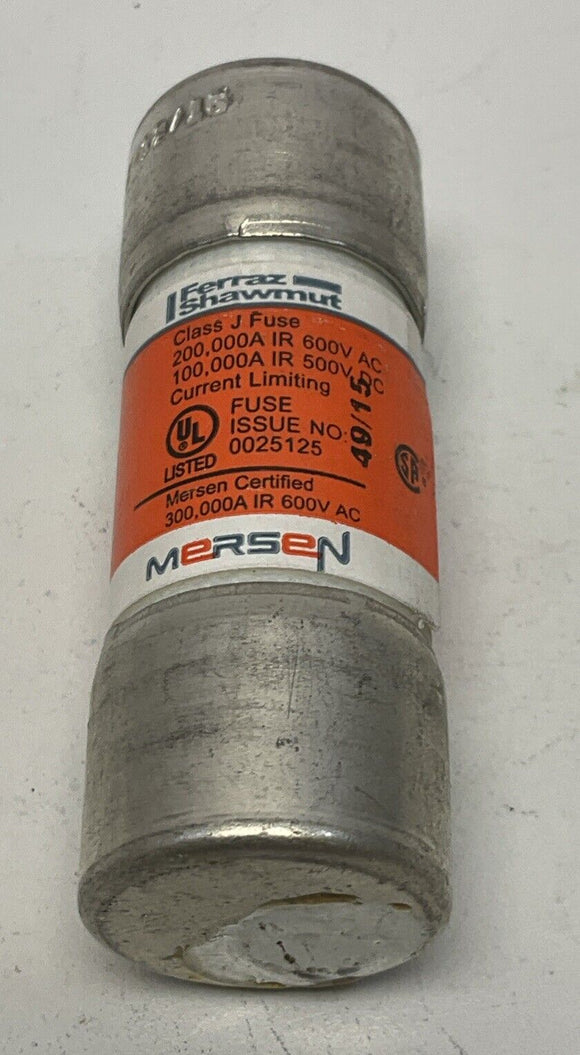 Ferraz
Shawmut
Class J Fuse
200,000A IR 600V AC
100,000A IR 500V DC
Current Limiting
UL
LISTED
FUSE
ISSUE NO:
0025125
49/15
Mersen Certified
300,000A IR 600V AC
MERSEN